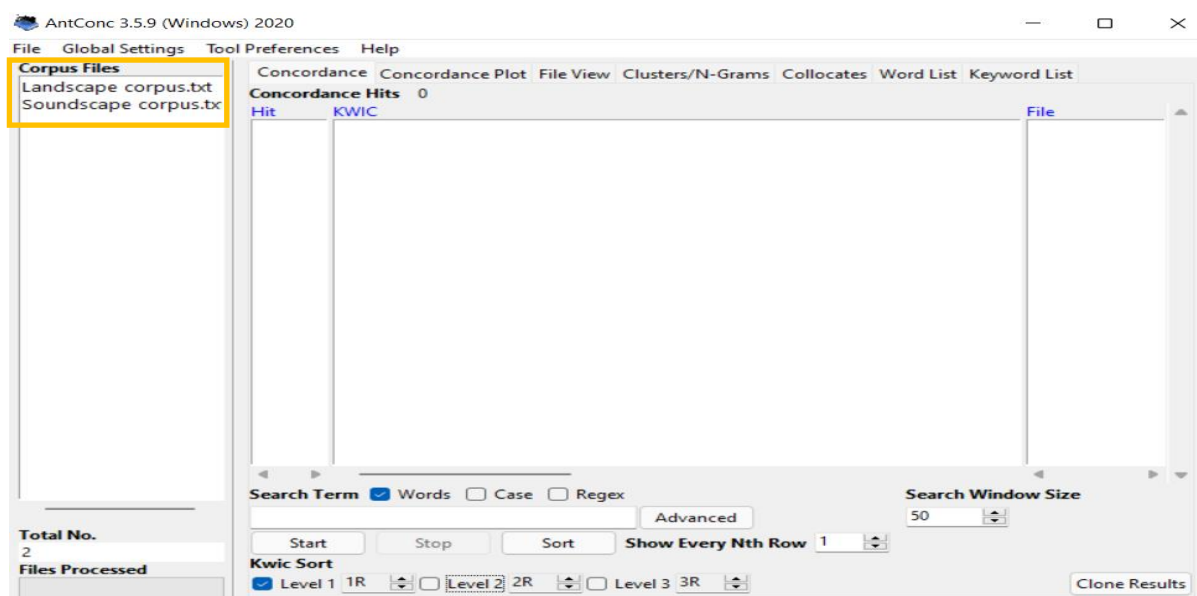 AntConc 3.5.9 (Windows) 2020
File Global Settings Tool Preferences Help
Corpus Files
Landscape corpus.txt
Soundscape corpus.tx
Concordance Concordance Plot File View Clusters/N-Grams Collocates Word List Keyword List
Concordance Hits 0
Hit KWIC File
Search Term Words Case Regex Search Window Size
Advanced 50
Total No.
2
Start Stop Sort Show Every Nth Row 1
Files Processed
Kwic Sort
Level 1 1R Level 2 2R Level 3 3R Clone Results